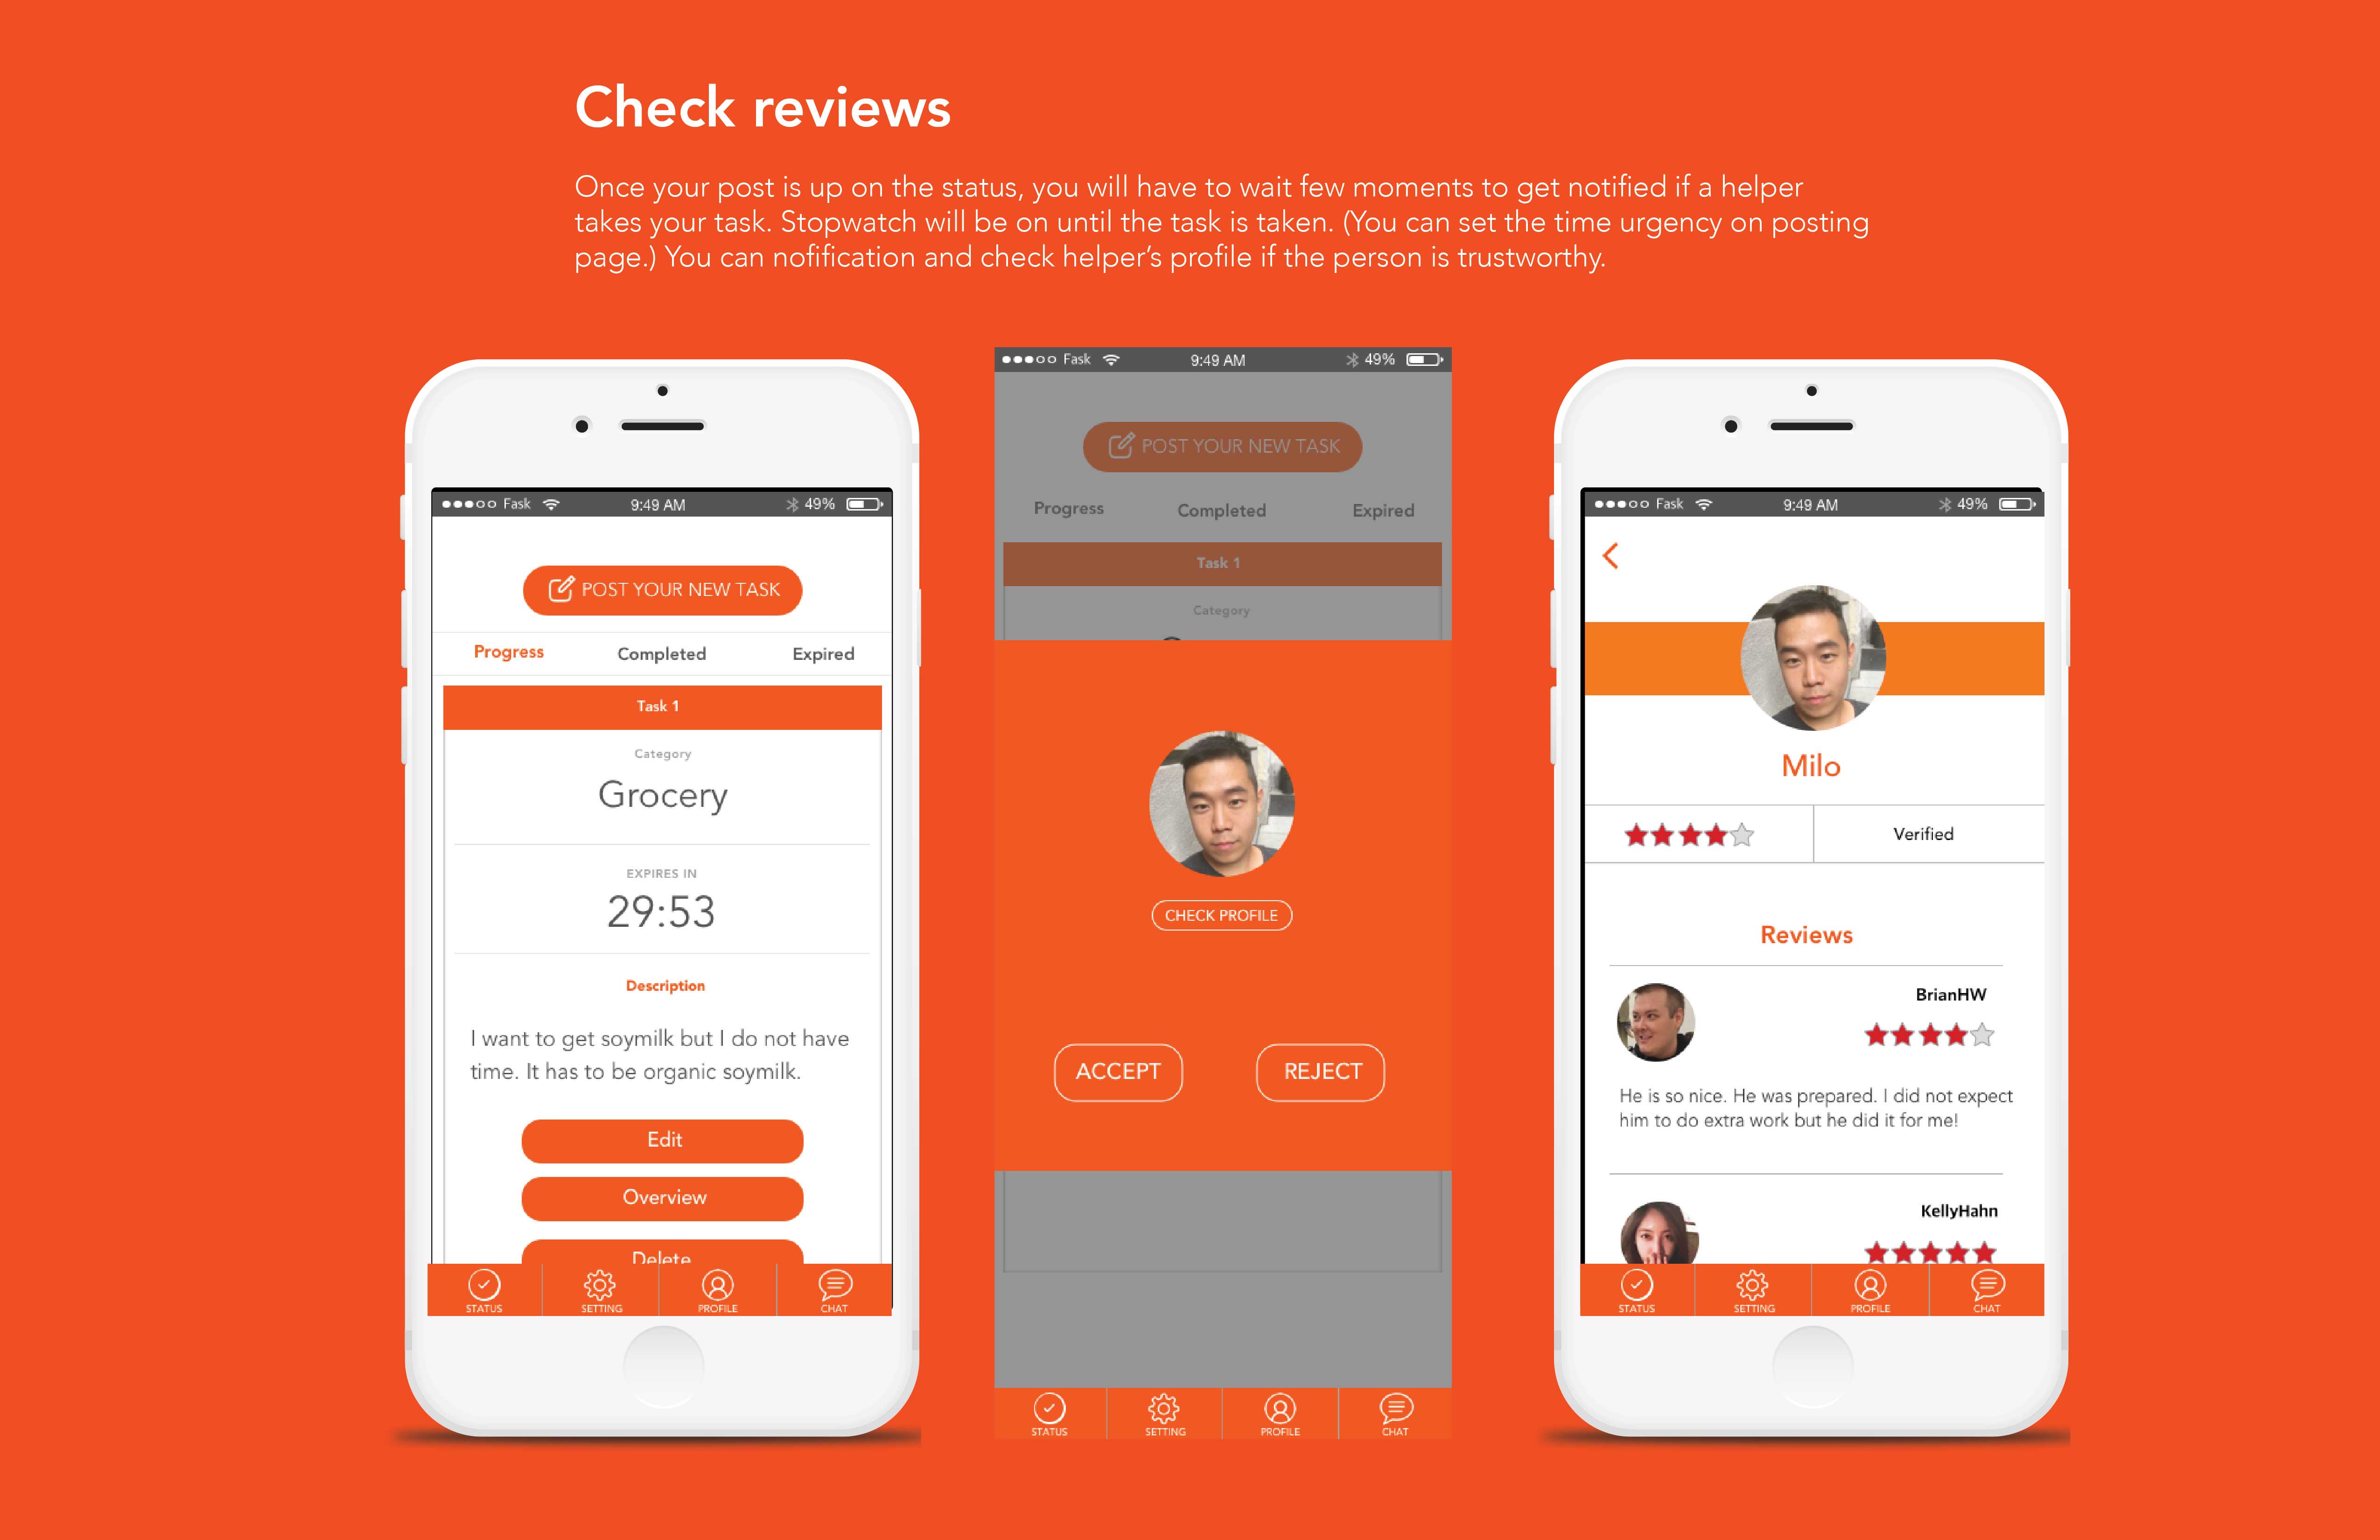 Check reviews
Once your post is up on the status, you will have to wait few moments to get notified if a helper
takes your task. Stopwatch will be on until the task is taken. (You can set the time urgency on posting
page.) You can nofification and check helper's profile if the person is trustworthy.
Fask 9:49 AM 49%
POST YOUR NEW TASK
Progress Completed Expired
Task 1
Category
Grocery
EXPIRES IN
29:53
Description
I want to get soymilk but I do not have
time. It has to be organic soymilk.
Edit
Overview
Delete
STATUS SETTING PROFILE CHAT
Fask 9:49 AM 49%
POST YOUR NEW TASK
Progress Completed Expired
Task 1
Category
CHECK PROFILE
ACCEPT REJECT
STATUS SETTING PROFILE CHAT
Fask 9:49 AM 49%
Milo
Verified
Reviews
BrianHW
He is so nice. He was prepared. I did not expect
him to do extra work but he did it for me!
KellyHahn
STATUS SETTING PROFILE CHAT